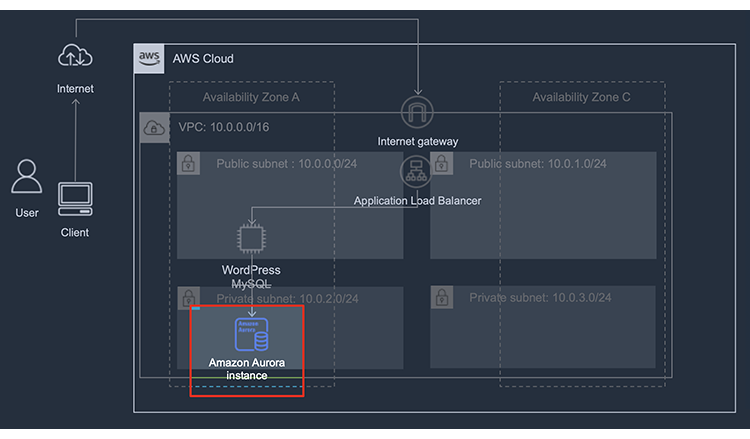 aws
AWS Cloud
Internet
Availability Zone A
Availability Zone C
VPC: 10.0.0.0/16
Internet gateway
Public subnet : 10.0.0.0/24
Public subnet: 10.0.1.0/24
User
Client
Application Load Balancer
WordPress
MySQL
Private subnet: 10.0.2.0/24
Private subnet: 10.0.3.0/24
Amazon
Aurora
Amazon Aurora
instance